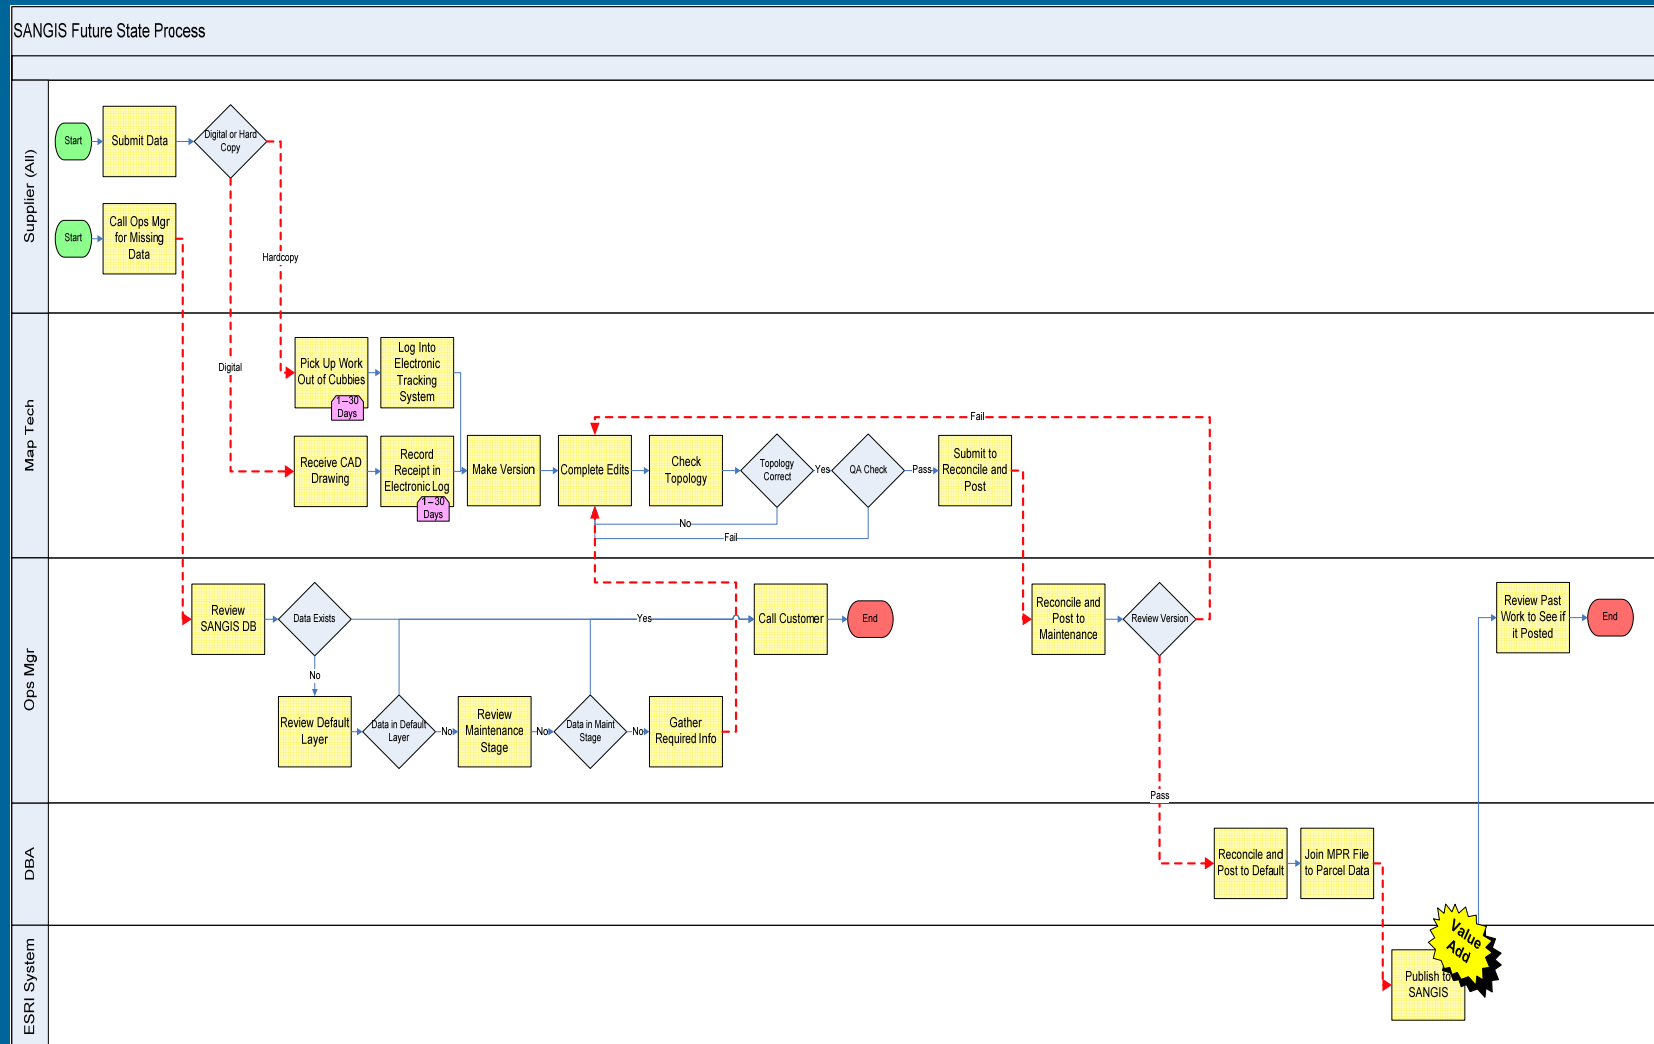 SANGIS Future State Process
Supplier (All)
Start
Submit Data
Digital or Hard
Copy
Start
Call Ops Mgr
for Missing
Data
Hardcopy
Map Tech
Digital
Pick Up Work
Out of Cubbies
1–30
Days
Log Into
Electronic
Tracking
System
Receive CAD
Drawing
Record
Receipt in
Electronic Log
1–30
Days
Make Version
Complete Edits
Check
Topology
Topology
Correct
Yes
QA Check
Pass
Submit to
Reconcile and
Post
Fail
No
Fail
Ops Mgr
Review
SANGIS DB
Data Exists
Yes
Call Customer
End
Reconcile and
Post to
Maintenance
Review Version
Review Past
Work to See if
it Posted
End
No
Review Default
Layer
Data in Default
Layer
No
Review
Maintenance
Stage
No
Data in Maint
Stage
No
Gather
Required Info
Pass
DBA
Reconcile and
Post to Default
Join MPR File
to Parcel Data
ESRI System
Value
Add
Publish to
SANGIS